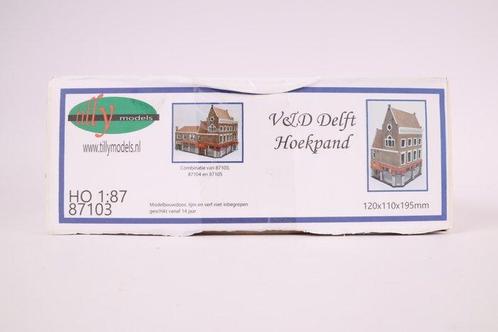 tilly
models
www.tillymodels.nl
HO 1:87
87103
Combinatie van 87103,
87104 en 87105
Modelbouwdoos, lijm en verf niet inbegrepen
geschikt vanaf 14 jaar
V&D Delft
Hoekpand
120x110x195mm